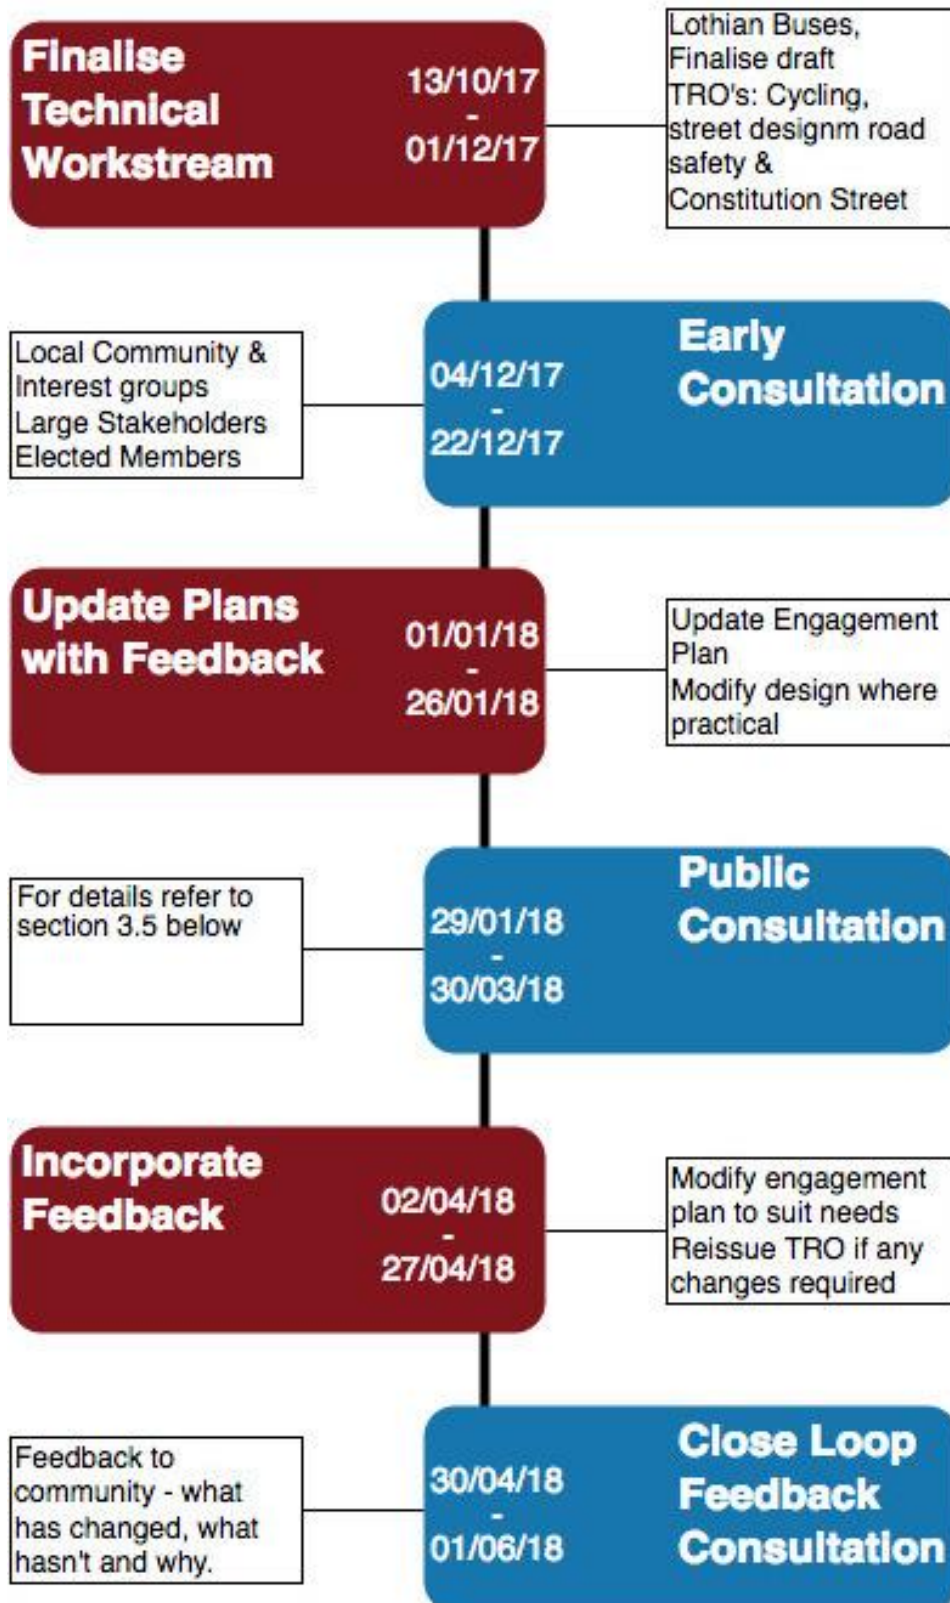 Finalise
Technical
Workstream
13/10/17
-
01/12/17
Lothian Buses,
Finalise draft
TRO's: Cycling,
street designm road
safety &
Constitution Street
Local Community &
Interest groups
Large Stakeholders
Elected Members
04/12/17
-
22/12/17
Early
Consultation
Update Plans
with Feedback
01/01/18
-
26/01/18
Update Engagement
Plan
Modify design where
practical
For details refer to
section 3.5 below
29/01/18
-
30/03/18
Public
Consultation
Incorporate
Feedback
02/04/18
-
27/04/18
Modify engagement
plan to suit needs
Reissue TRO if any
changes required
Feedback to
community - what
has changed, what
hasn't and why.
30/04/18
-
01/06/18
Close Loop
Feedback
Consultation